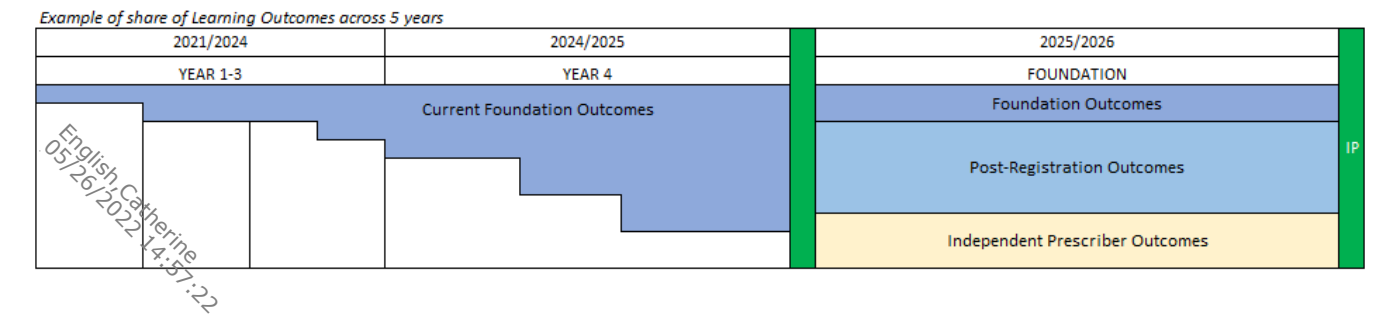 Example of share of Learning Outcomes across 5 years
2021/2024 2024/2025 2025/2026
YEAR 1-3 YEAR 4 FOUNDATION
Current Foundation Outcomes
Foundation Outcomes
Post-Registration Outcomes
IP
Independent Prescriber Outcomes
English,Catherine
05/26/2022 14:57:22